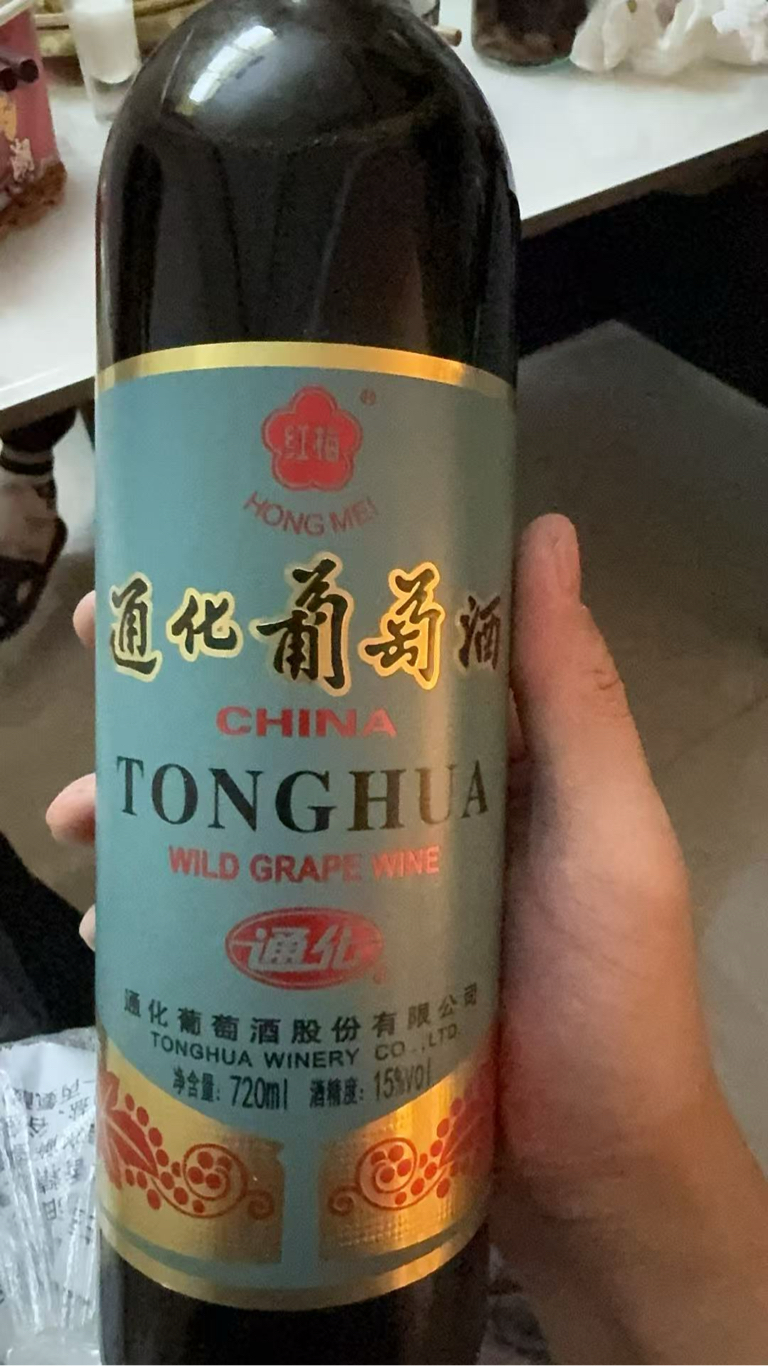 红梅
®
HONG MEI
通化葡萄酒
CHINA
TONGHUA
WILD GRAPE WINE
通化
通化葡萄酒股份有限公司
TONGHUA WINERY CO.,LTD.
净含量: 720ml 酒精度: 15%vol